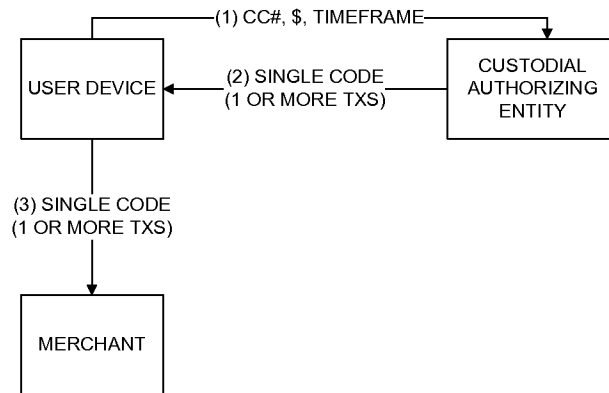 (1) CC#, $, TIMEFRAME
USER DEVICE
(2) SINGLE CODE
(1 OR MORE TXS)
CUSTODIAL
AUTHORIZING
ENTITY
(3) SINGLE CODE
(1 OR MORE TXS)
MERCHANT